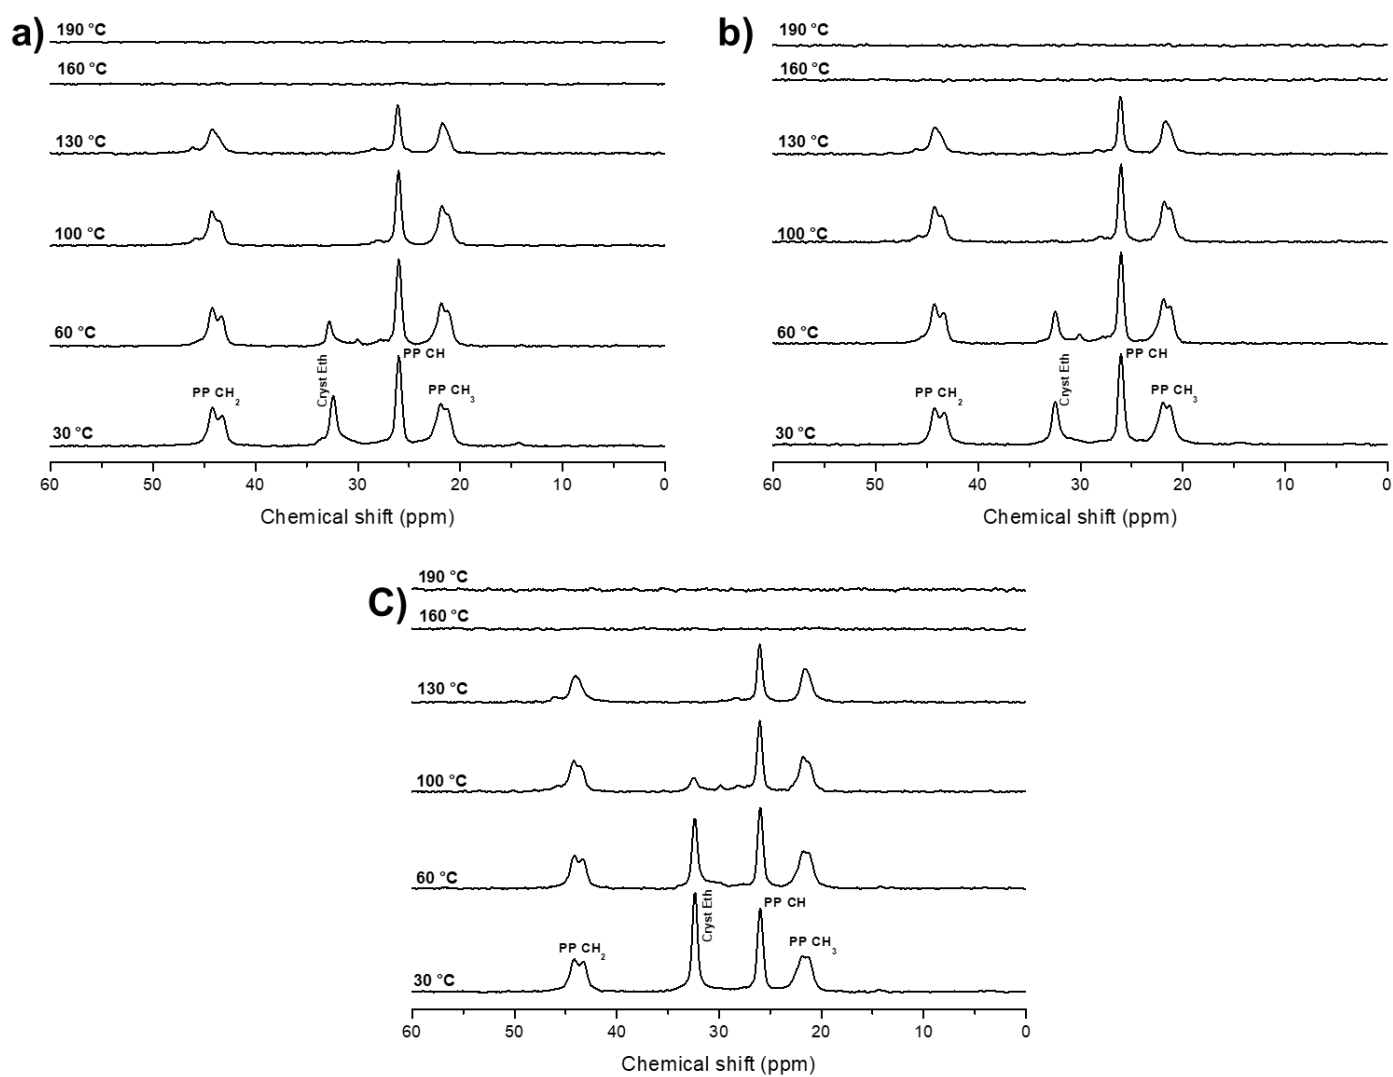 a)
190 °C
160 °C
130 °C
100 °C
60 °C
30 °C
PP CH2
Cryst Eth
PP CH
PP CH3
60 50 40 30 20 10 0
Chemical shift (ppm)
b)
190 °C
160 °C
130 °C
100 °C
60 °C
30 °C
PP CH2
Cryst Eth
PP CH
PP CH3
60 50 40 30 20 10 0
Chemical shift (ppm)
C)
190 °C
160 °C
130 °C
100 °C
60 °C
30 °C
PP CH2
Cryst Eth
PP CH
PP CH3
60 50 40 30 20 10 0
Chemical shift (ppm)